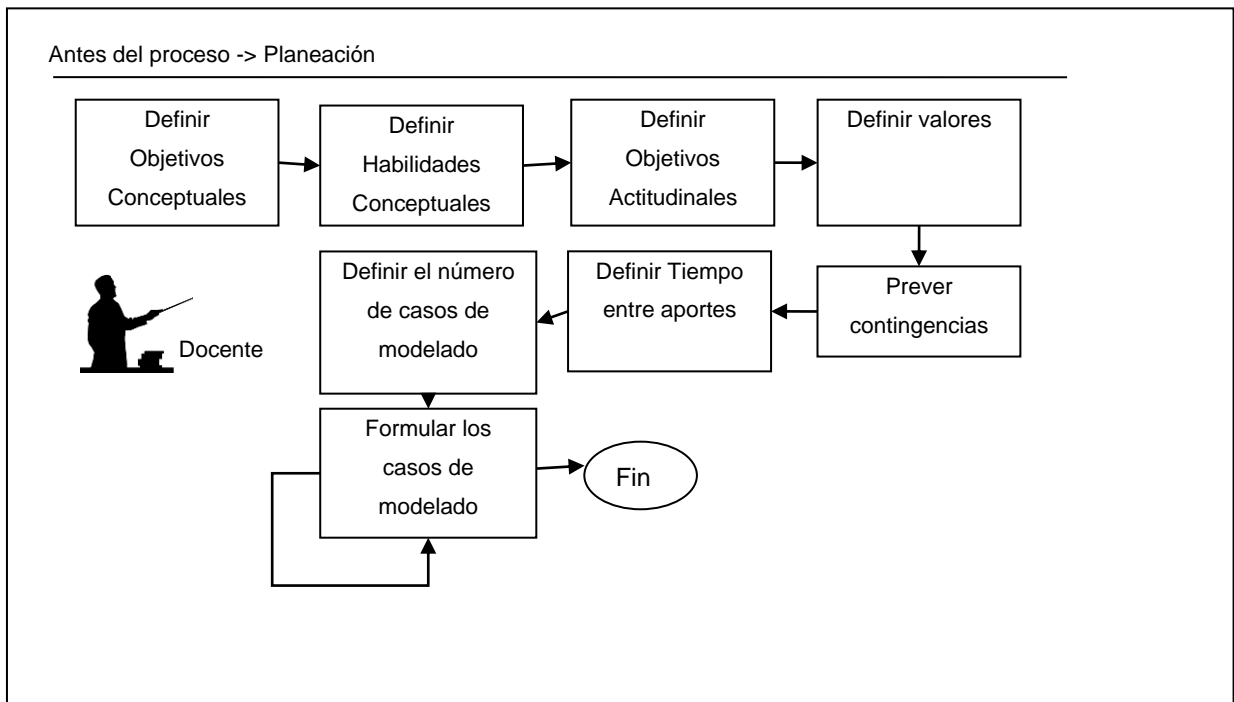 Antes del proceso -> Planeación
Definir
Objetivos
Conceptuales
Definir
Habilidades
Conceptuales
Definir
Objetivos
Actitudinales
Definir valores
Prever
contingencias
Definir Tiempo
entre aportes
Definir el número
de casos de
modelado
Docente
Formular los
casos de
modelado
Fin